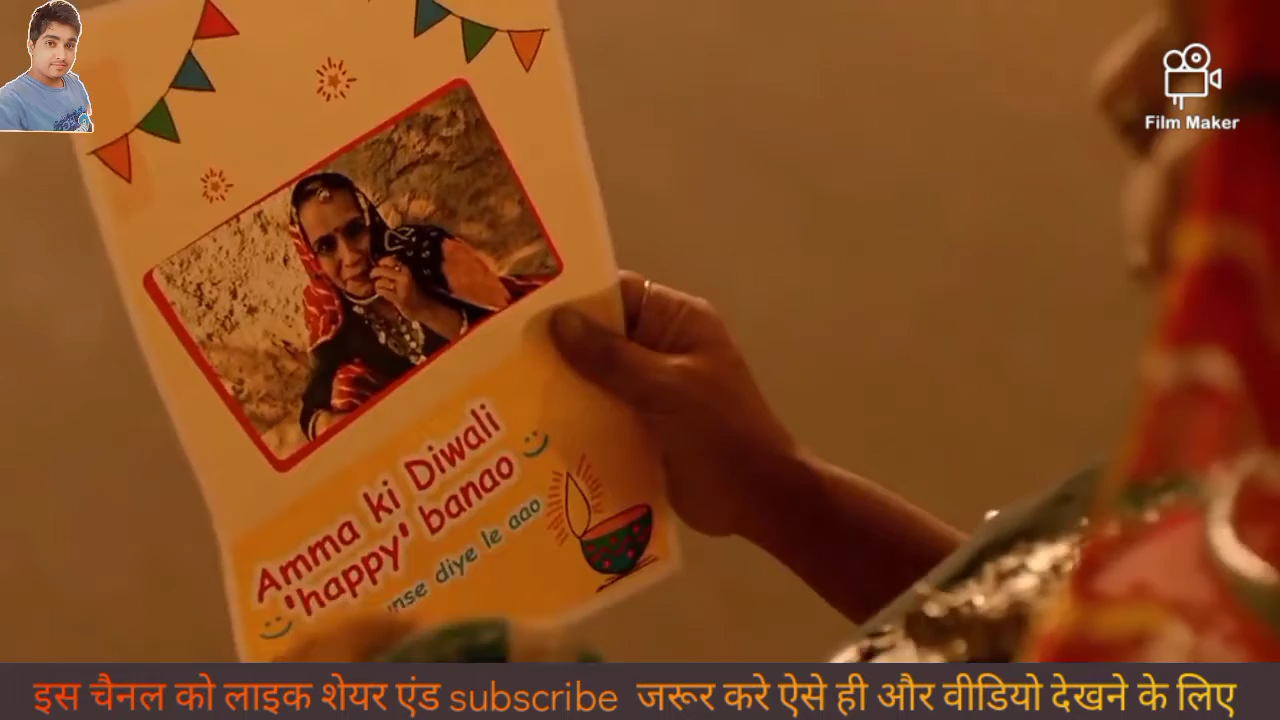 Film Maker
Amma ki Diwali
'happy' banao
diye le aao
इस चैनल को लाइक शेयर एंड subscribe जरूर करे ऐसे ही और वीडियो देखने के लिए